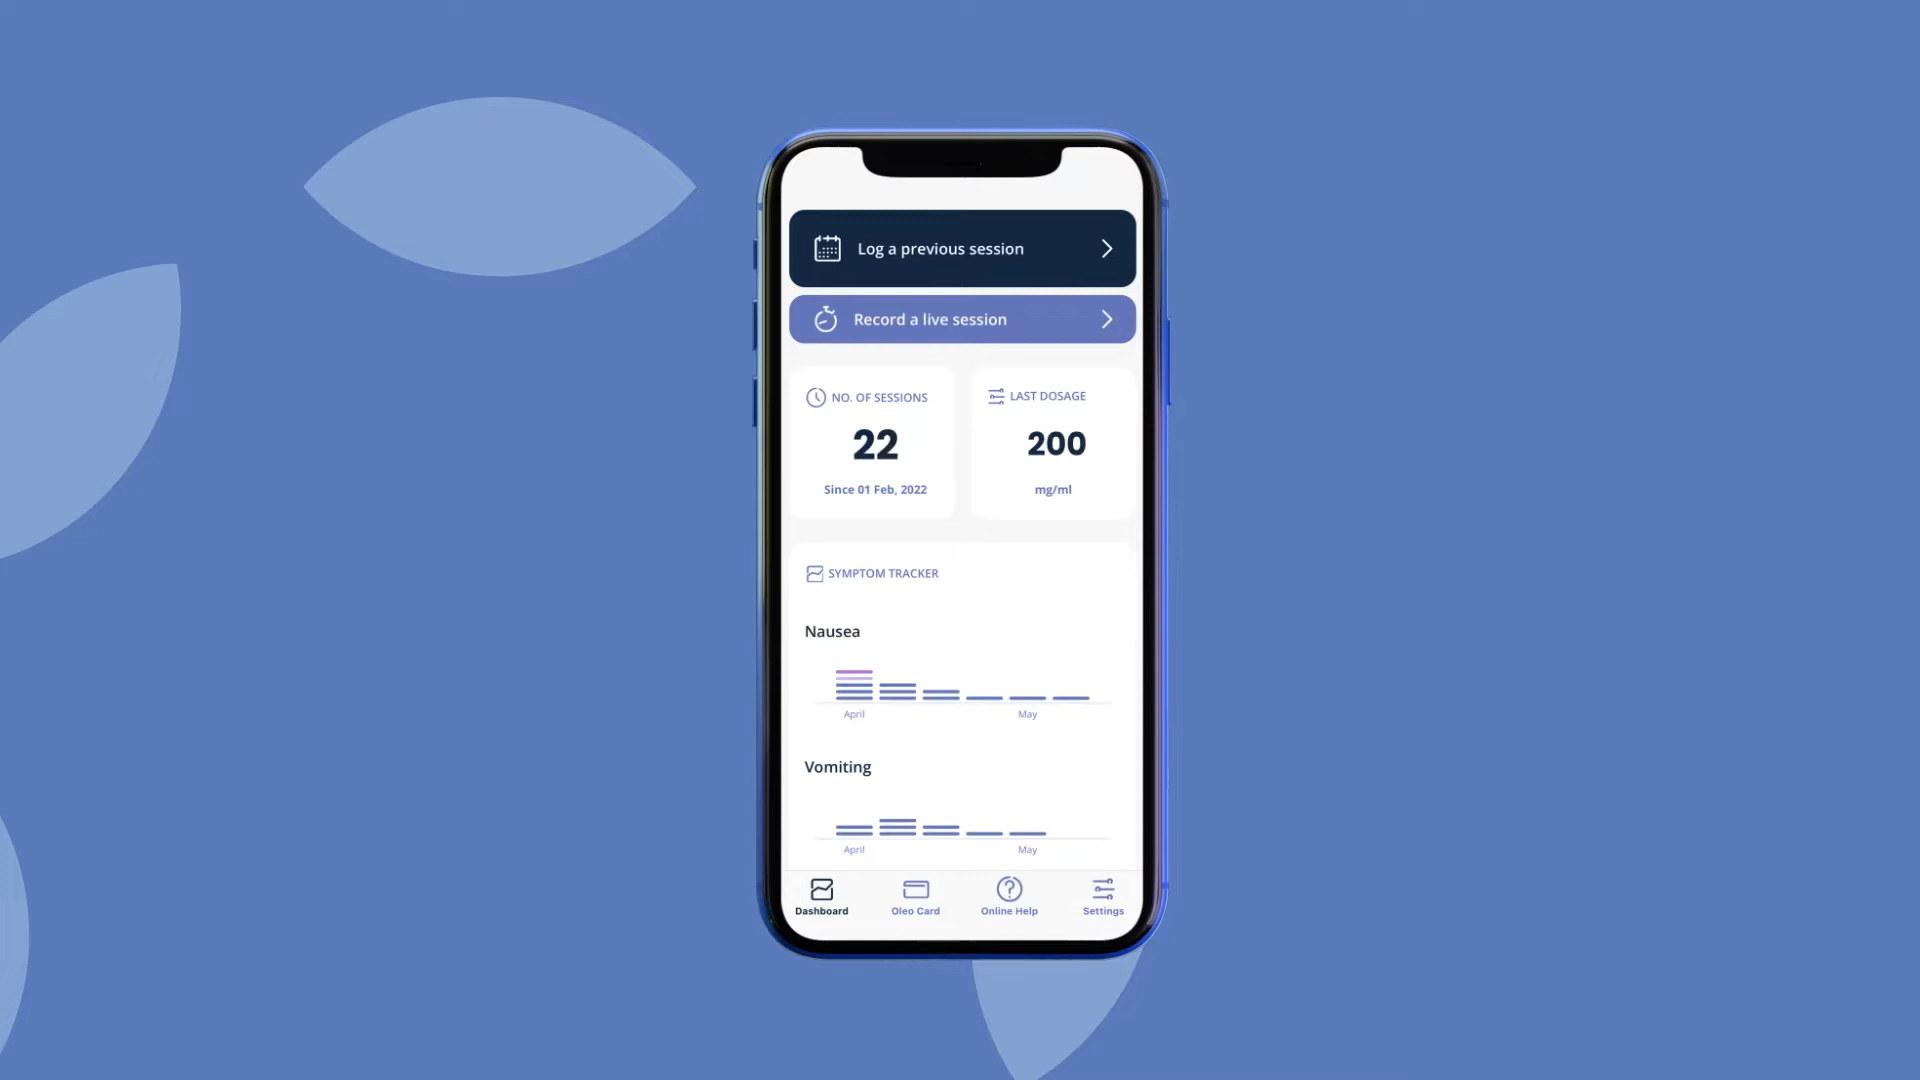 Log a previous session
Record a live session
NO. OF SESSIONS
22
Since 01 Feb, 2022
LAST DOSAGE
200
mg/ml
SYMPTOM TRACKER
Nausea
April May
Vomiting
April May
Dashboard Oleo Card Online Help Settings